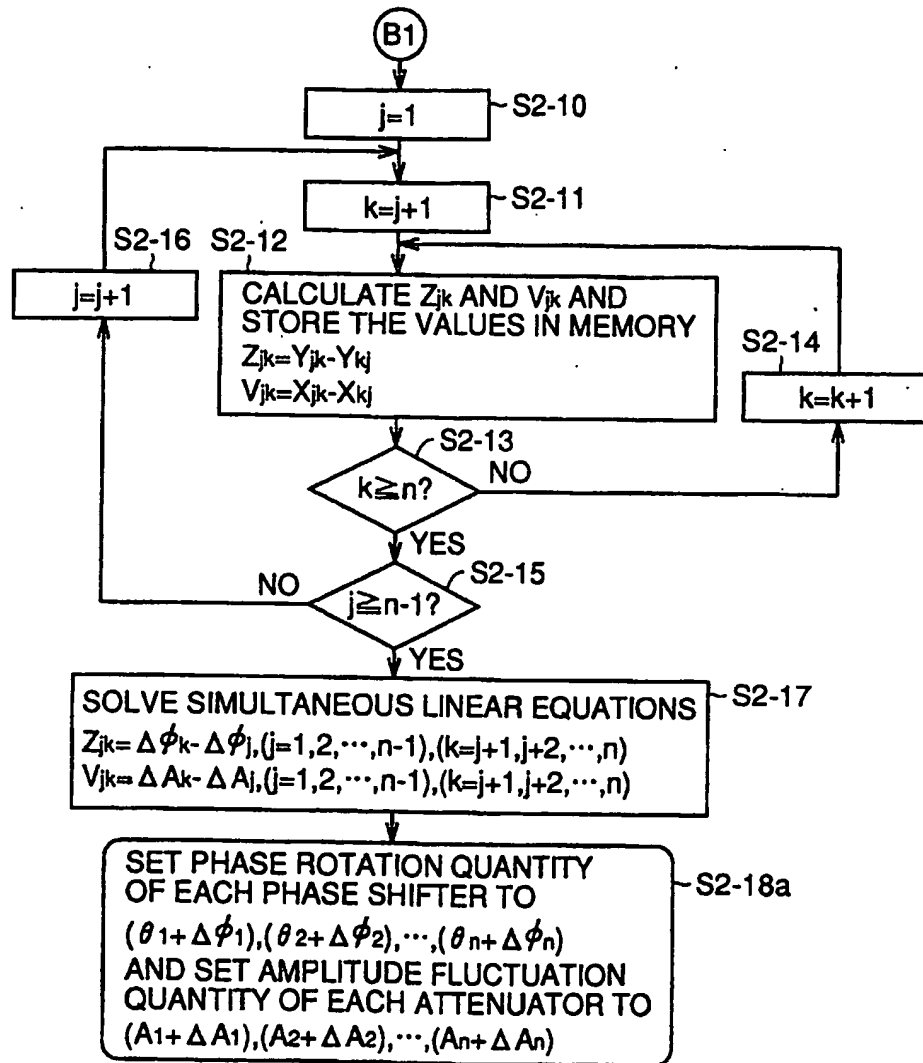 B1
j=1
S2-10
k=j+1
S2-11
S2-16
j=j+1
S2-12
CALCULATE Zjk AND Vjk AND
STORE THE VALUES IN MEMORY
Zjk=Yjk-Ykj
Vjk=Xjk-Xkj
S2-14
k=k+1
S2-13
k≧n?
NO
YES
S2-15
NO
j≧n-1?
YES
S2-17
SOLVE SIMULTANEOUS LINEAR EQUATIONS
Zjk=Δϕk-Δϕj,(j=1,2,⋯,n-1),(k=j+1,j+2,⋯,n)
Vjk=ΔAk-ΔAj,(j=1,2,⋯,n-1),(k=j+1,j+2,⋯,n)
SET PHASE ROTATION QUANTITY
OF EACH PHASE SHIFTER TO
(θ1+Δϕ1),(θ2+Δϕ2),⋯,(θn+Δϕn)
AND SET AMPLITUDE FLUCTUATION
QUANTITY OF EACH ATTENUATOR TO
(A1+ΔA1),(A2+ΔA2),⋯,(An+ΔAn)
S2-18a